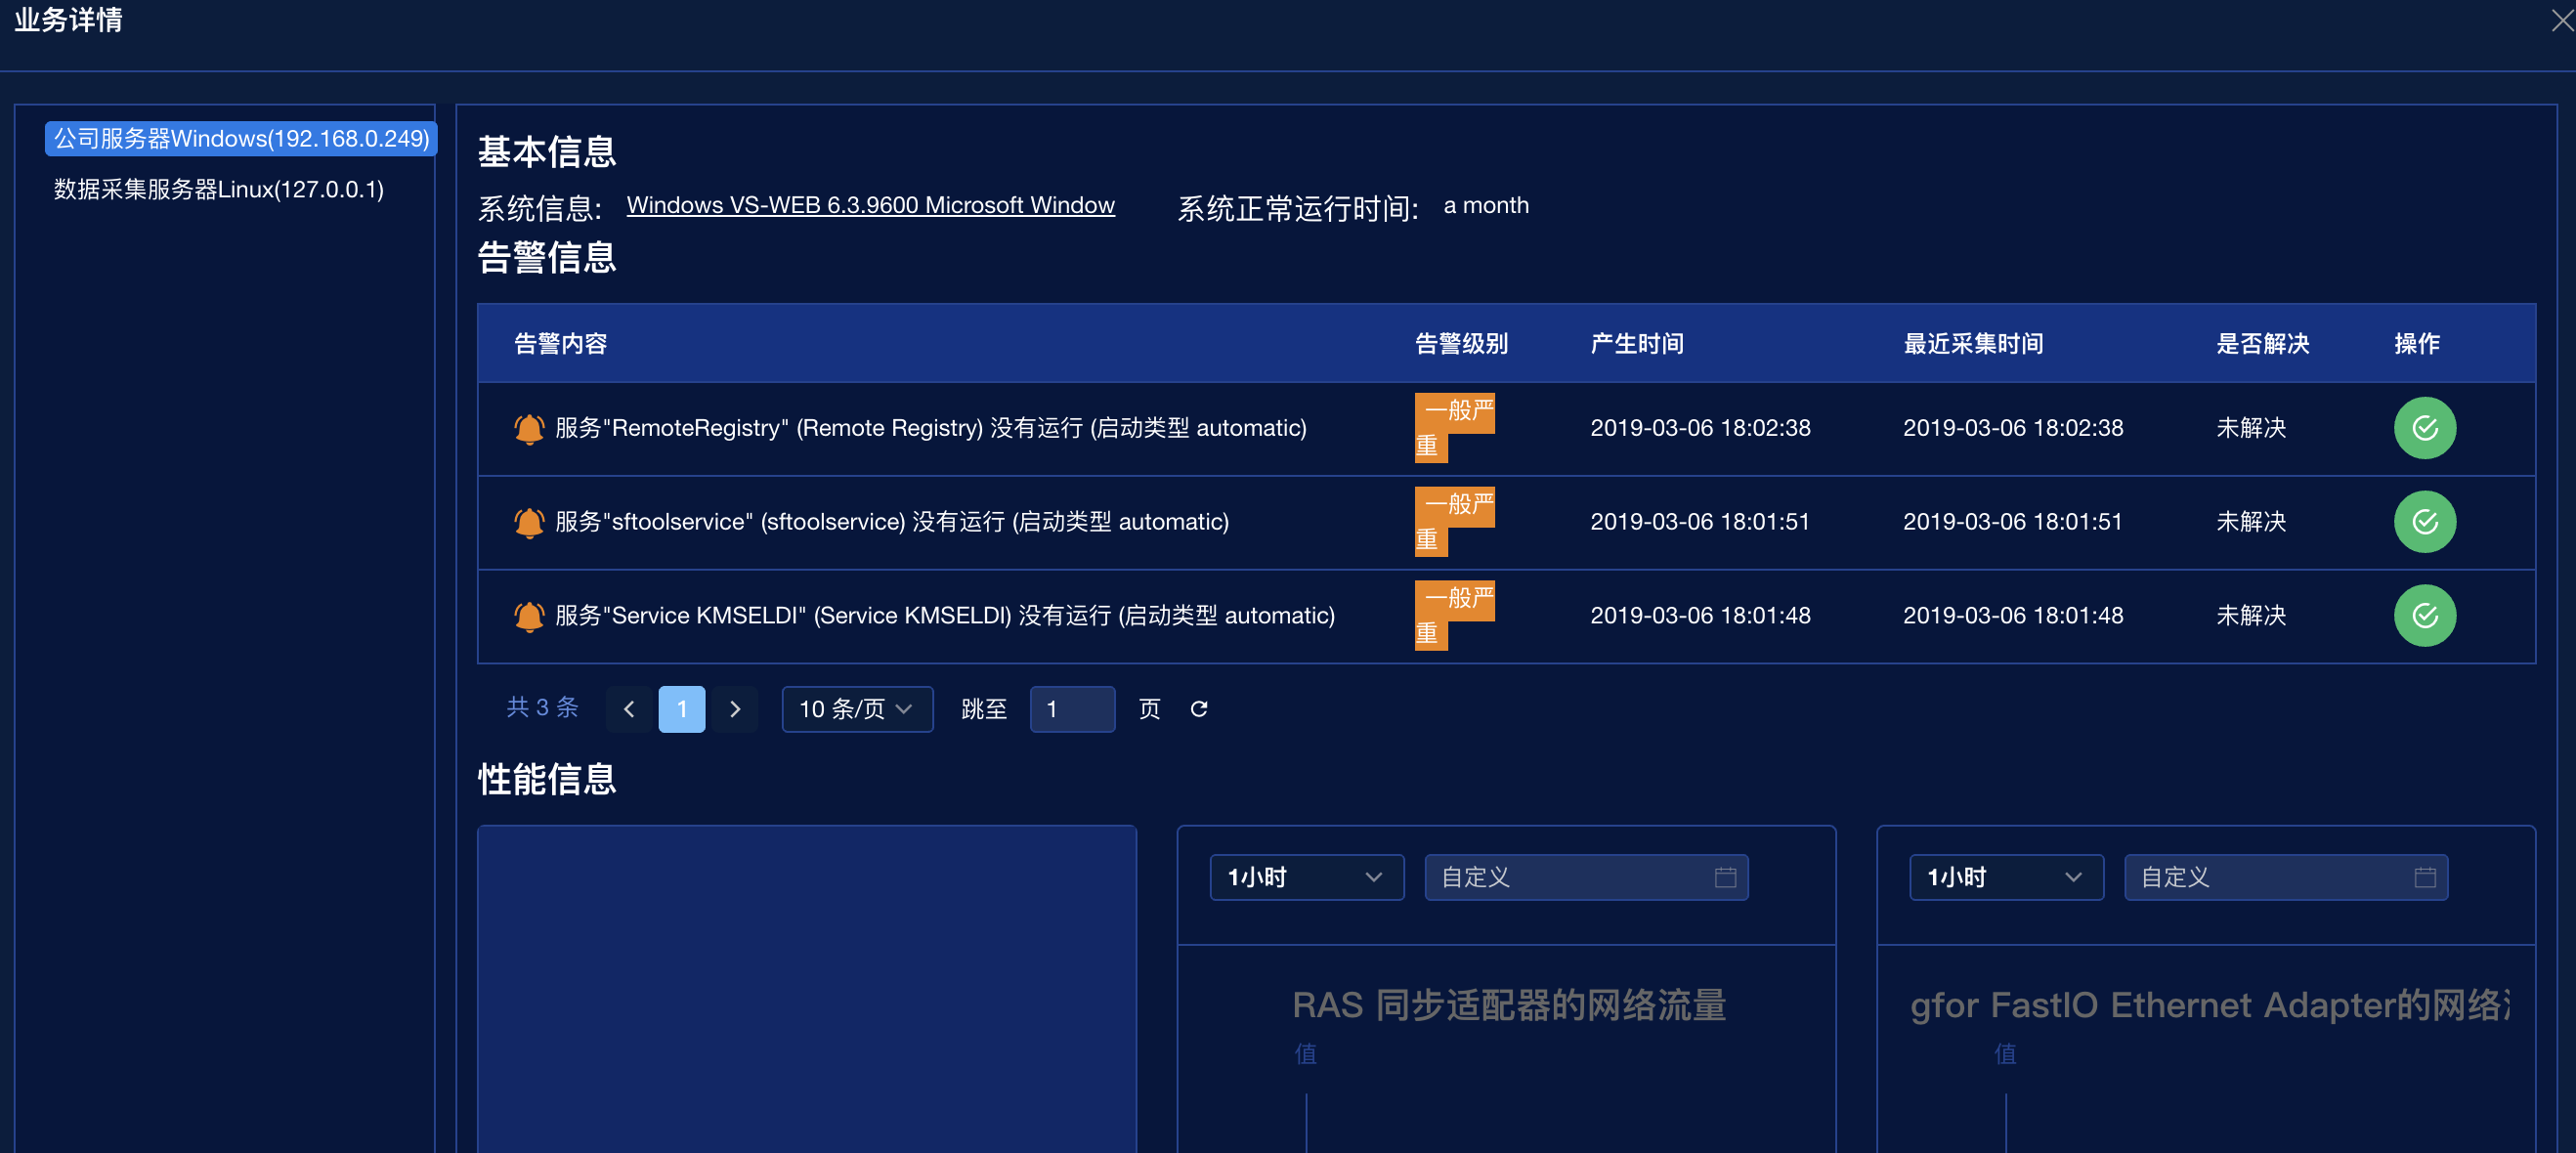 业务详情
公司服务器Windows(192.168.0.249)
数据采集服务器Linux(127.0.0.1)
基本信息
系统信息: Windows VS-WEB 6.3.9600 Microsoft Window 系统正常运行时间: a month
告警信息
告警内容 告警级别 产生时间 最近采集时间 是否解决 操作
服务"RemoteRegistry" (Remote Registry) 没有运行 (启动类型 automatic) 一般严重 2019-03-06 18:02:38 2019-03-06 18:02:38 未解决
服务"sftoolservice" (sftoolservice) 没有运行 (启动类型 automatic) 一般严重 2019-03-06 18:01:51 2019-03-06 18:01:51 未解决
服务"Service KMSELDI" (Service KMSELDI) 没有运行 (启动类型 automatic) 一般严重 2019-03-06 18:01:48 2019-03-06 18:01:48 未解决
共 3 条 1 10 条/页 跳至 1 页
性能信息
1小时 自定义 1小时 自定义
RAS 同步适配器的网络流量 gfor FastIO Ethernet Adapter的网络
值 值